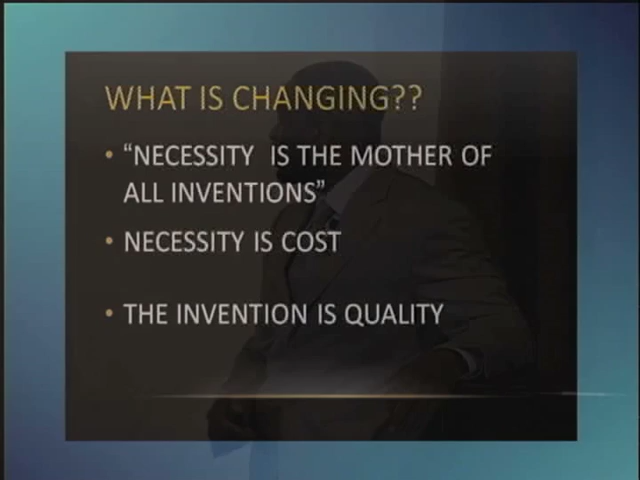 WHAT IS CHANGING??
• “NECESSITY IS THE MOTHER OF
ALL INVENTIONS”
• NECESSITY IS COST
• THE INVENTION IS QUALITY